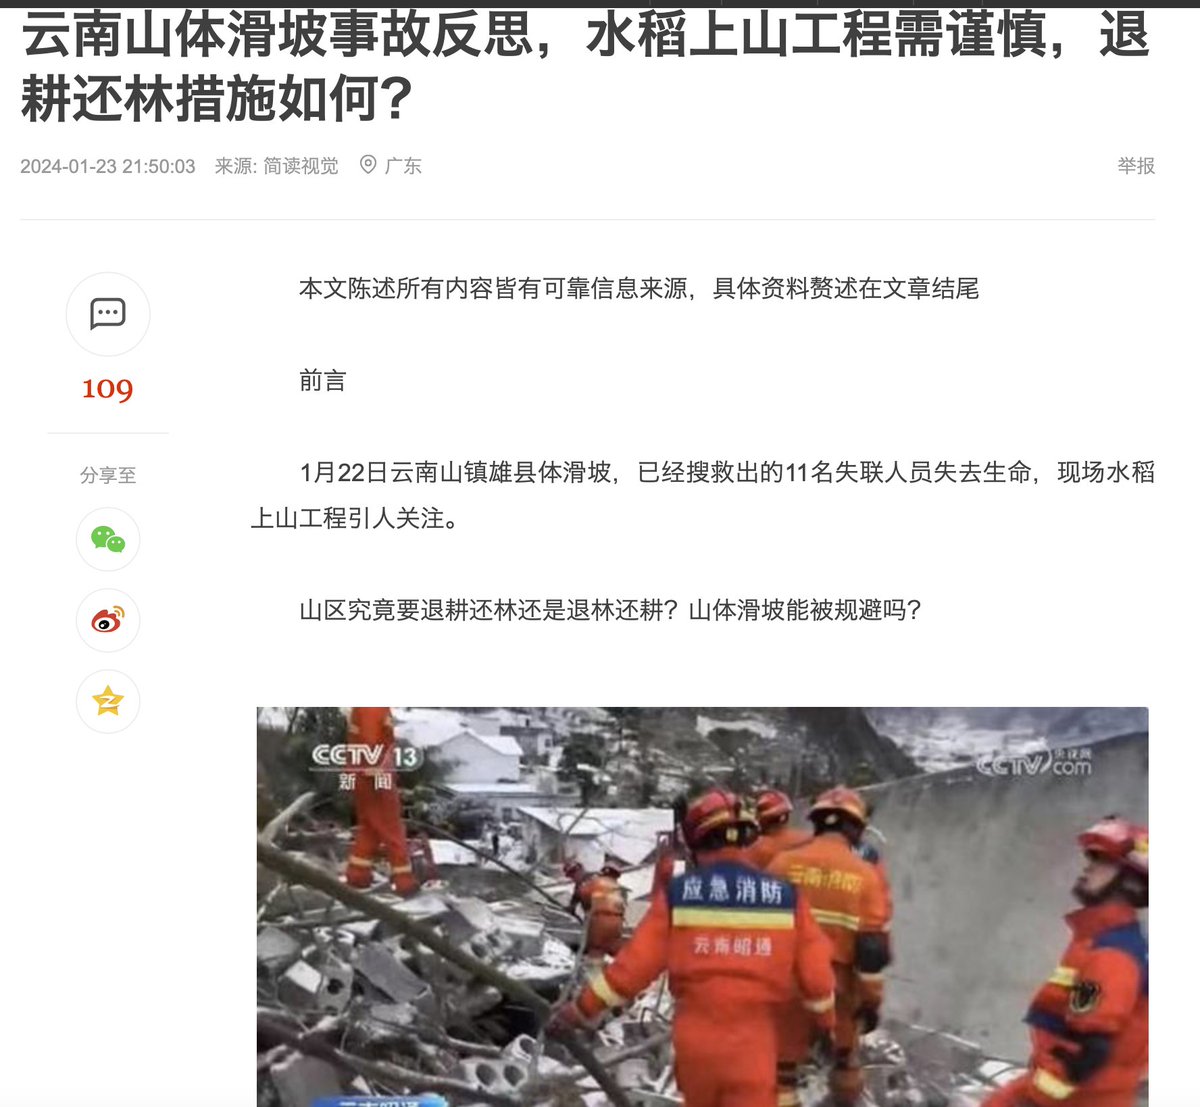 云南山体滑坡事故反思，水稻上山工程需谨慎，退
耕还林措施如何？
2024-01-23 21:50:03 来源: 简读视觉 广东
举报
本文陈述所有内容皆有可靠信息来源，具体资料赘述在文章结尾
109
前言
分享至
1月22日云南山镇雄县体滑坡，已经搜救出的11名失联人员失去生命，现场水稻
上山工程引人关注。
山区究竟要退耕还林还是退林还耕？山体滑坡能被规避吗？
CCTV 13
新闻
央视网
CCTV com
应急消防
云南昭通
云南消防